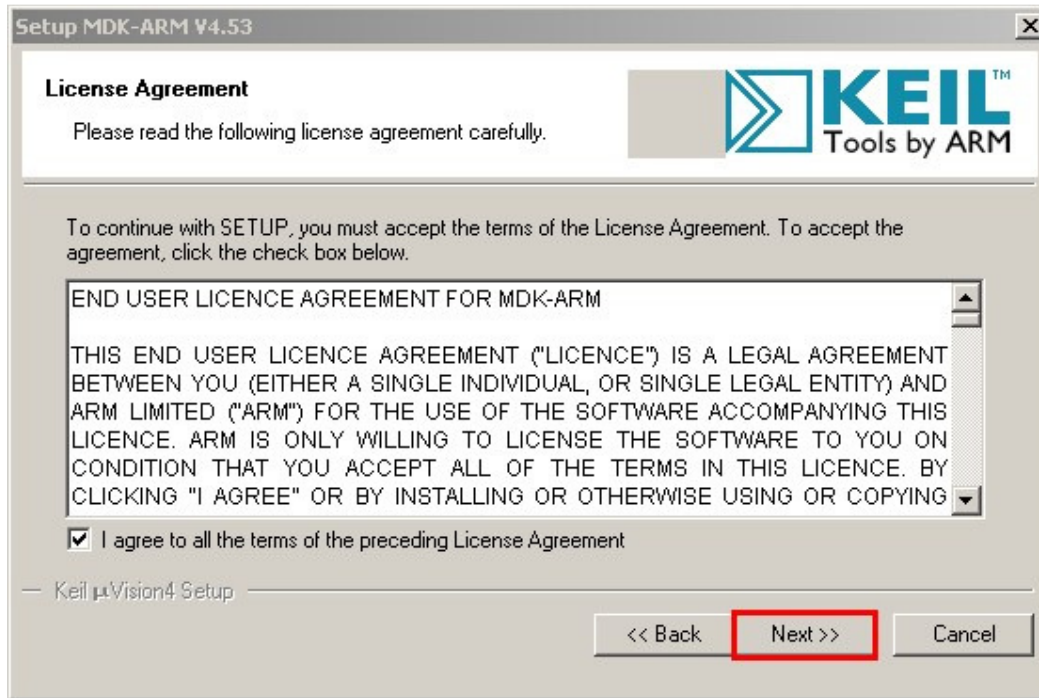 Setup MDK-ARM V4.53
License Agreement
Please read the following license agreement carefully.
KEIL™
Tools by ARM
To continue with SETUP, you must accept the terms of the License Agreement. To accept the
agreement, click the check box below.
END USER LICENCE AGREEMENT FOR MDK-ARM
THIS END USER LICENCE AGREEMENT ("LICENCE") IS A LEGAL AGREEMENT
BETWEEN YOU (EITHER A SINGLE INDIVIDUAL, OR SINGLE LEGAL ENTITY) AND
ARM LIMITED ("ARM") FOR THE USE OF THE SOFTWARE ACCOMPANYING THIS
LICENCE. ARM IS ONLY WILLING TO LICENSE THE SOFTWARE TO YOU ON
CONDITION THAT YOU ACCEPT ALL OF THE TERMS IN THIS LICENCE. BY
CLICKING "I AGREE" OR BY INSTALLING OR OTHERWISE USING OR COPYING
I agree to all the terms of the preceding License Agreement
Keil µVision4 Setup
<< Back Next >> Cancel